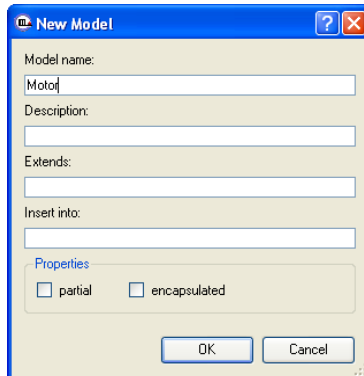 New Model
Model name:
Motor
Description:
Extends:
Insert into:
Properties
partial
encapsulated
OK
Cancel